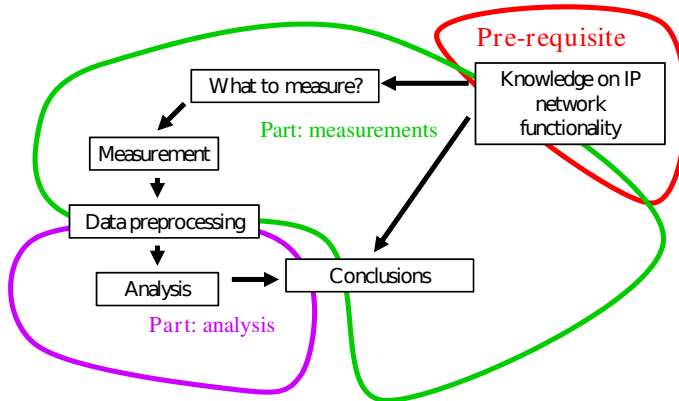 Pre-requisite
What to measure?
Knowledge on IP
network
functionality
Part: measurements
Measurement
Data preprocessing
Conclusions
Analysis
Part: analysis